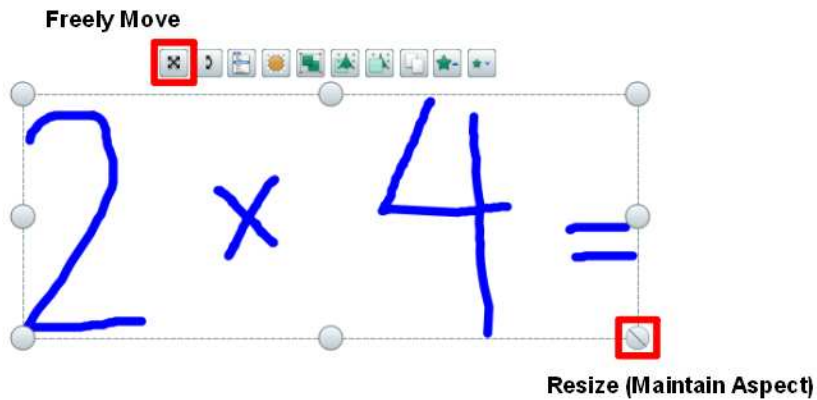 Freely Move
2 × 4 =
Resize (Maintain Aspect)